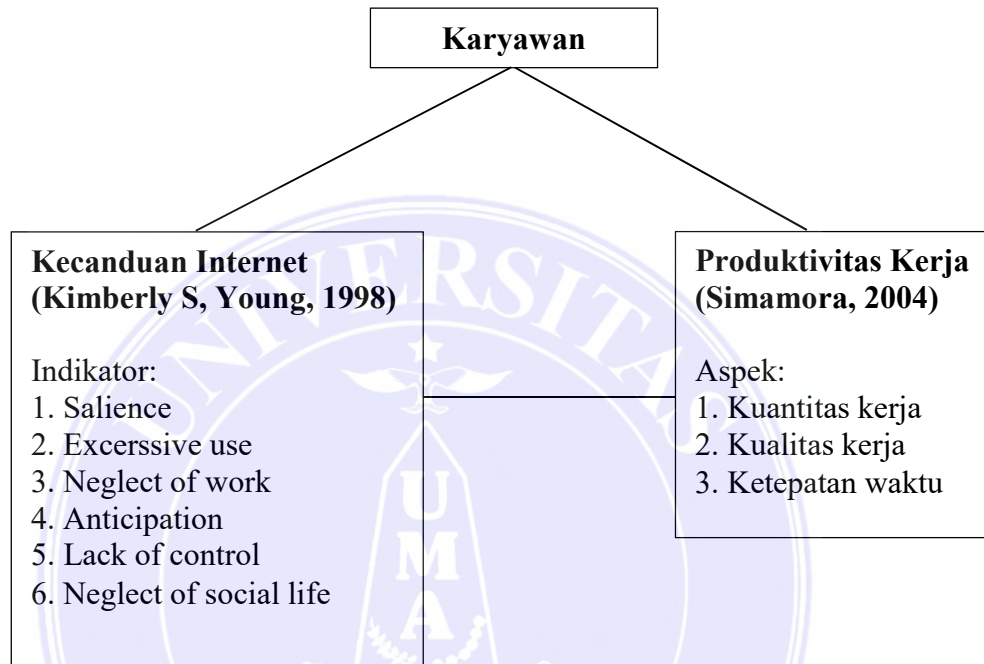 Karyawan
Kecanduan Internet
(Kimberly S, Young, 1998)
Indikator:
1. Salience
2. Excerssive use
3. Neglect of work
4. Anticipation
5. Lack of control
6. Neglect of social life
Produktivitas Kerja
(Simamora, 2004)
Aspek:
1. Kuantitas kerja
2. Kualitas kerja
3. Ketepatan waktu
UNIVERSITAS
UMA